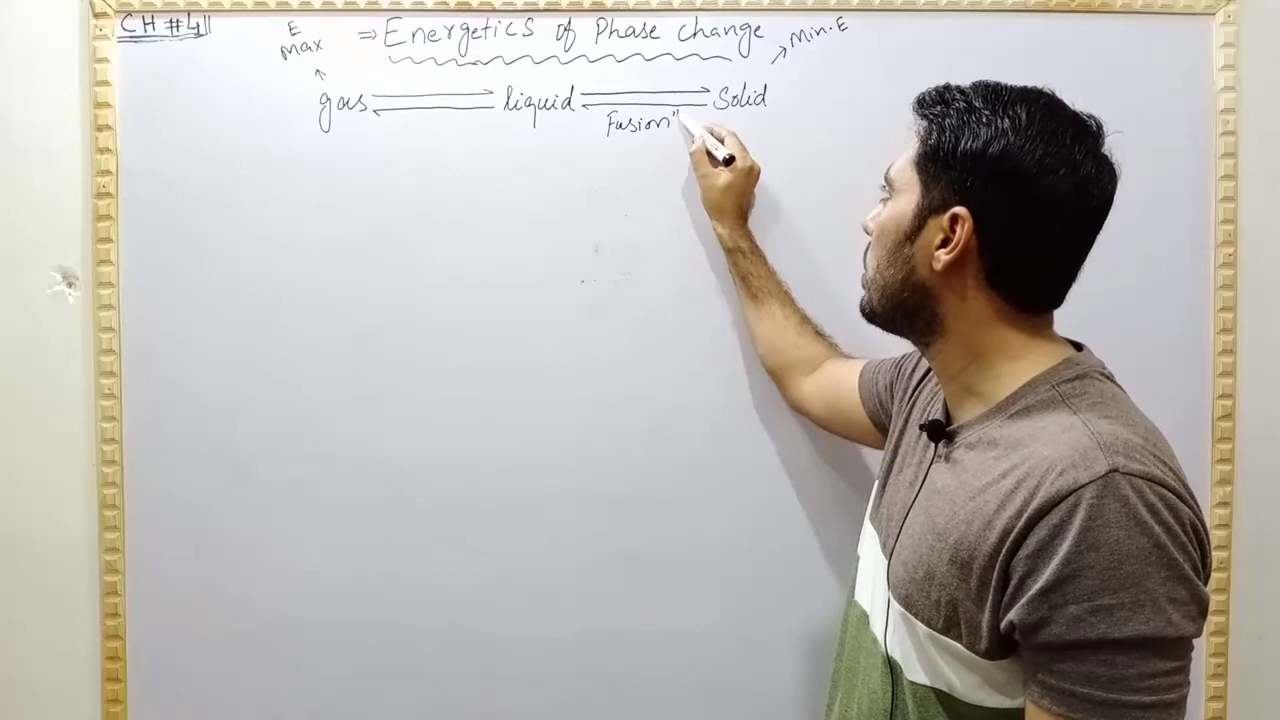 CH #4
⇒ Energetics of Phase change
E
max
Min. E
gas ⇌ liquid ⇌ Solid
Fusion"